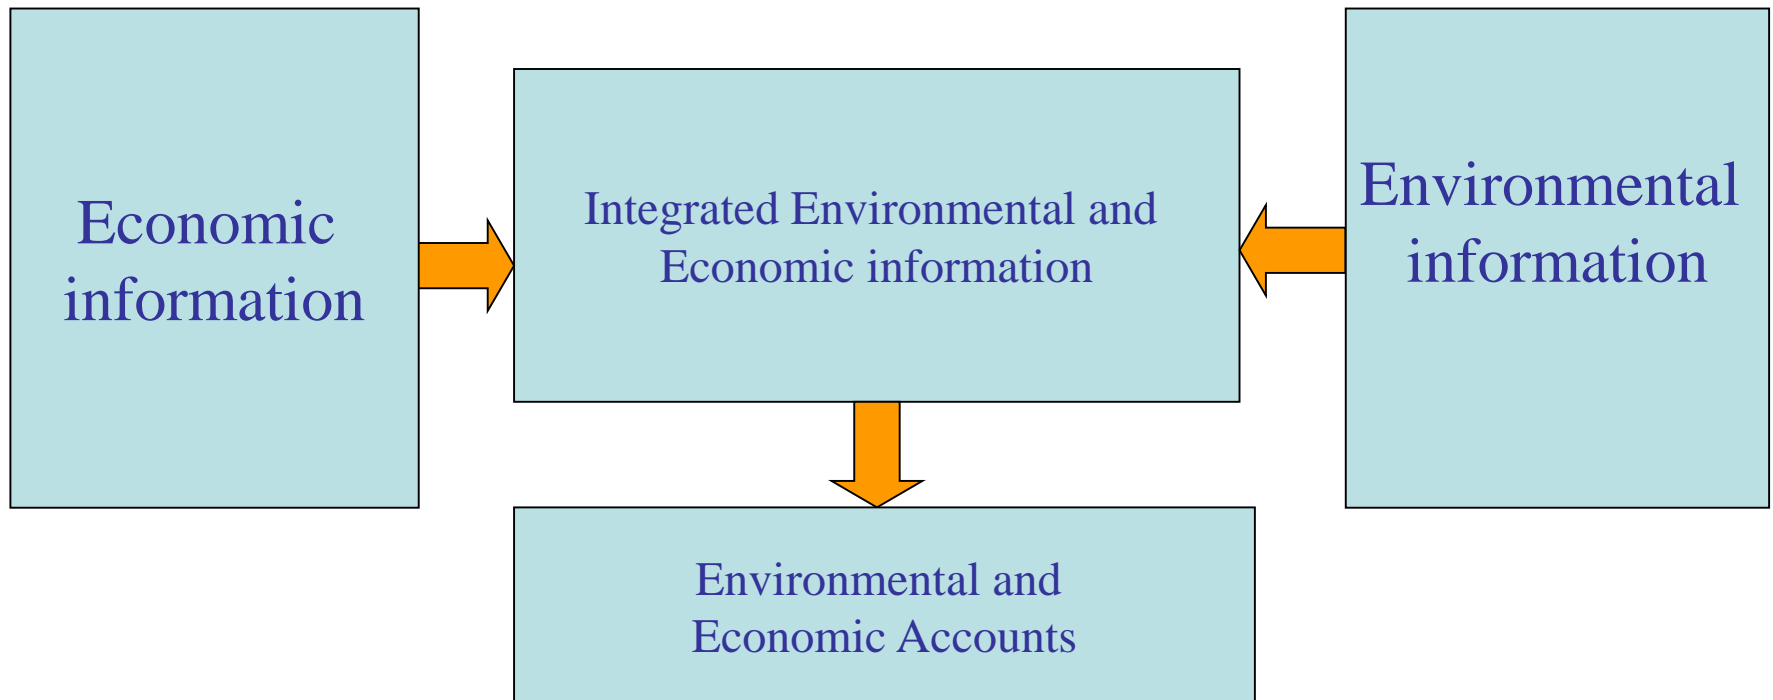 Economic
information
Integrated Environmental and
Economic information
Environmental
information
Environmental and
Economic Accounts